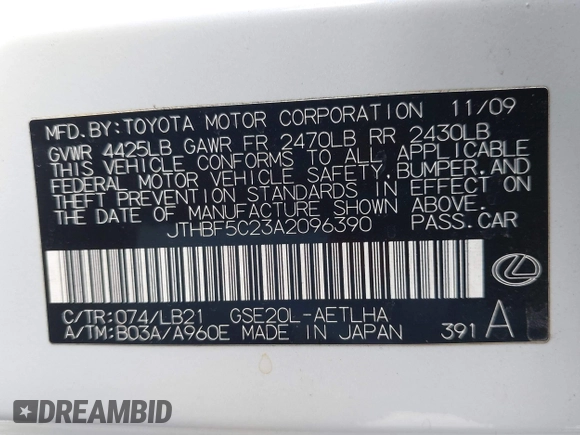 MFD. BY: TOYOTA MOTOR CORPORATION 11/09
GVWR 4425LB GAWR FR 2470LB RR 2430LB
THIS VEHICLE CONFORMS TO ALL APPLICABLE
FEDERAL MOTOR VEHICLE SAFETY, BUMPER, AND
THEFT PREVENTION STANDARDS IN EFFECT ON
THE DATE OF MANUFACTURE SHOWN ABOVE.
JTHBF5C23A2096390 PASS. CAR
C/TR: 074/LB21 GSE20L-AETLHA
A/TM: B03A/A960E MADE IN JAPAN 391 A
DREAMBID